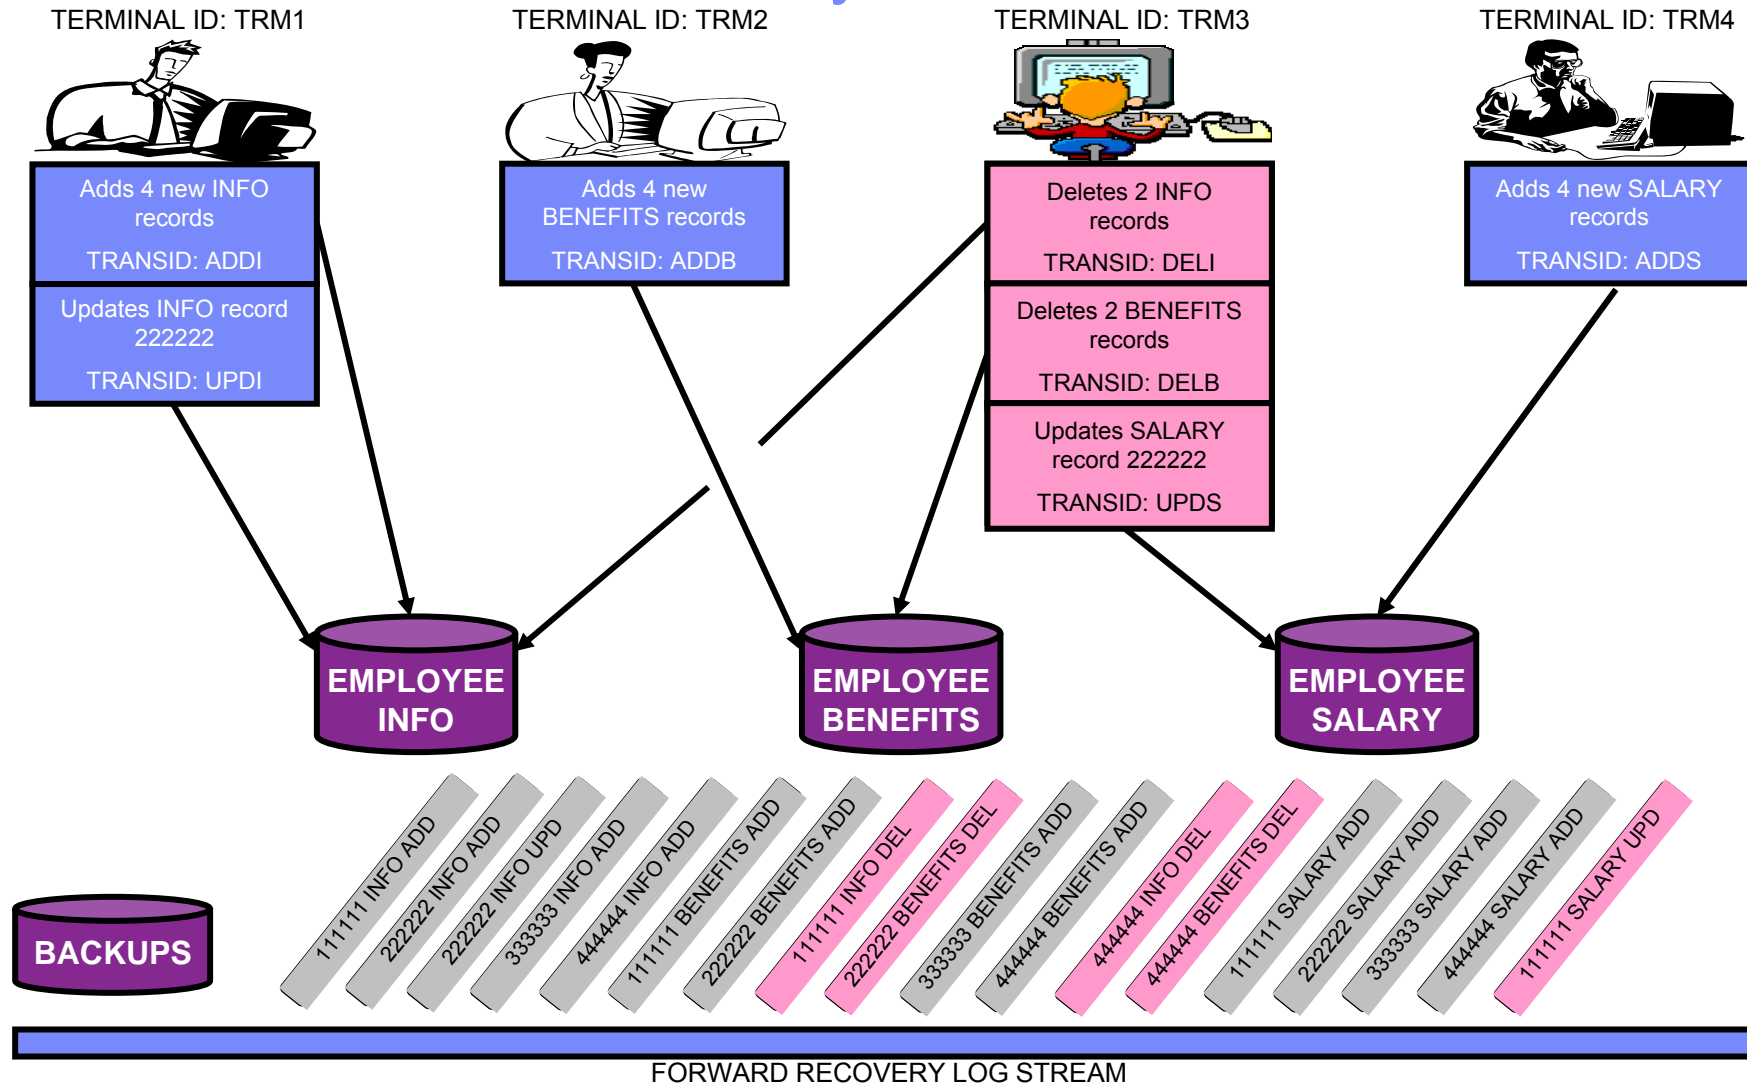 TERMINAL ID: TRM1
TERMINAL ID: TRM2
TERMINAL ID: TRM3
TERMINAL ID: TRM4
Adds 4 new INFO
records
TRANSID: ADDI
Updates INFO record
222222
TRANSID: UPDI
Adds 4 new
BENEFITS records
TRANSID: ADDB
Deletes 2 INFO
records
TRANSID: DELI
Deletes 2 BENEFITS
records
TRANSID: DELB
Updates SALARY
record 222222
TRANSID: UPDS
Adds 4 new SALARY
records
TRANSID: ADDS
EMPLOYEE
INFO
EMPLOYEE
BENEFITS
EMPLOYEE
SALARY
BACKUPS
111111 INFO ADD
222222 INFO ADD
222222 INFO UPD
333333 INFO ADD
444444 INFO ADD
111111 BENEFITS ADD
222222 BENEFITS ADD
111111 INFO DEL
222222 BENEFITS DEL
333333 BENEFITS ADD
444444 BENEFITS ADD
444444 INFO DEL
444444 BENEFITS DEL
111111 SALARY ADD
222222 SALARY ADD
333333 SALARY ADD
444444 SALARY ADD
111111 SALARY UPD
FORWARD RECOVERY LOG STREAM